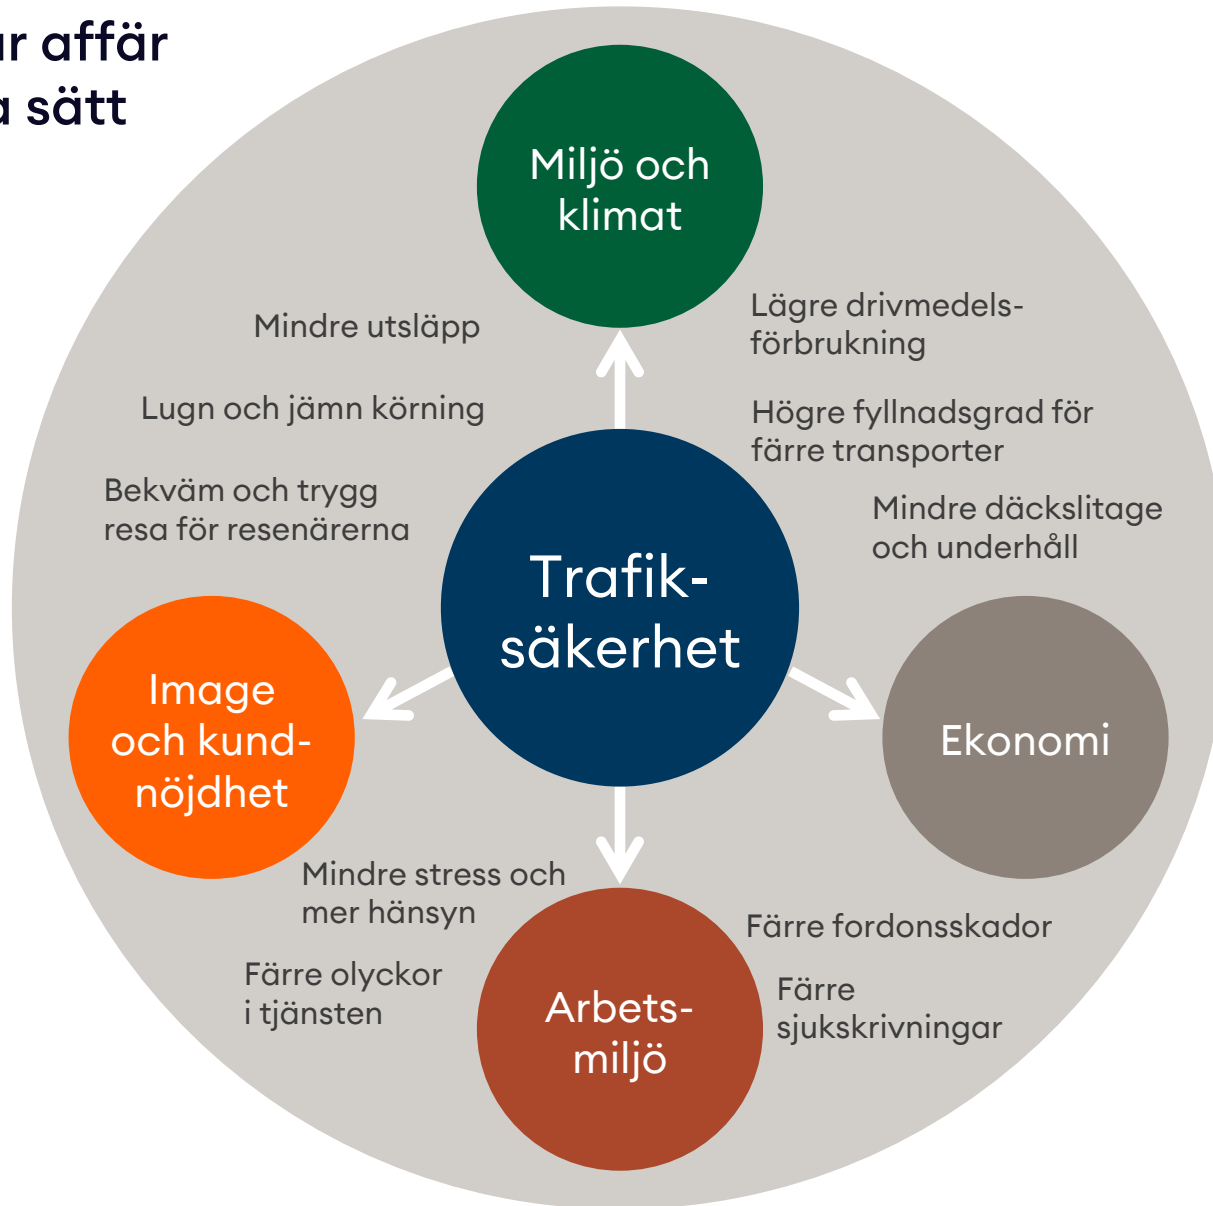 affär
sätt
Miljö och
klimat
Mindre utsläpp
Lugn och jämn körning
Bekväm och trygg
resa för resenärerna
Lägre drivmedels-
förbrukning
Högre fyllnadsgrad för
färre transporter
Mindre däckslitage
och underhåll
Trafik-
säkerhet
Image
och kund-
nöjdhet
Ekonomi
Mindre stress och
mer hänsyn
Färre olyckor
i tjänsten
Arbets-
miljö
Färre fordonsskador
Färre
sjukskrivningar